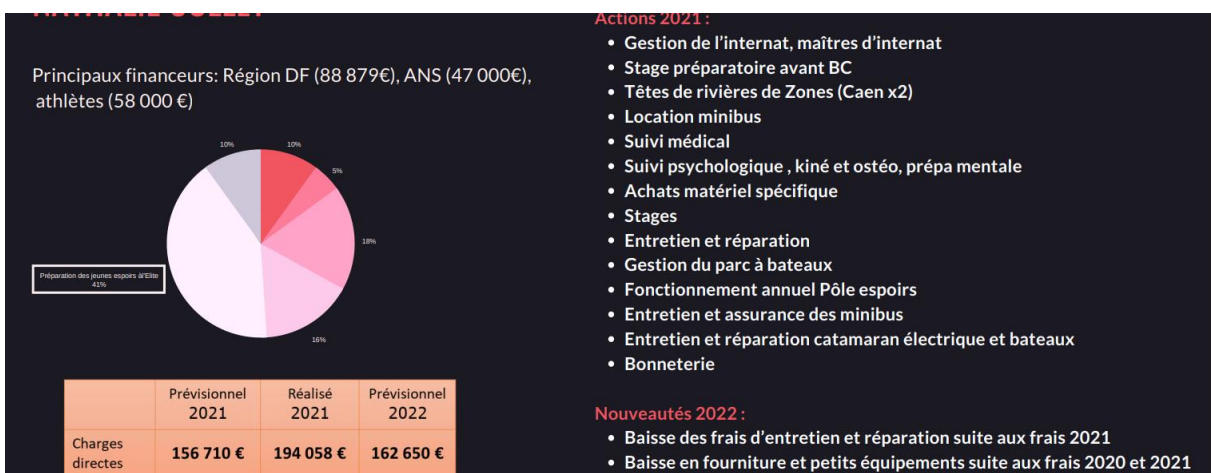 Principaux financeurs: Région DF (88 879€), ANS (47 000€),
athlètes (58 000 €)
10%
10%
5%
18%
Préparation des jeunes espoirs àl'Elite
41%
16%
Prévisionnel 2021 Réalisé 2021 Prévisionnel 2022
Charges directes 156 710 € 194 058 € 162 650 €
Actions 2021 :
• Gestion de l'internat, maîtres d'internat
• Stage préparatoire avant BC
• Têtes de rivières de Zones (Caen x2)
• Location minibus
• Suivi médical
• Suivi psychologique , kiné et ostéo, prépa mentale
• Achats matériel spécifique
• Stages
• Entretien et réparation
• Gestion du parc à bateaux
• Fonctionnement annuel Pôle espoirs
• Entretien et assurance des minibus
• Entretien et réparation catamaran électrique et bateaux
• Bonneterie
Nouveautés 2022 :
• Baisse des frais d'entretien et réparation suite aux frais 2021
• Baisse en fourniture et petits équipements suite aux frais 2020 et 2021